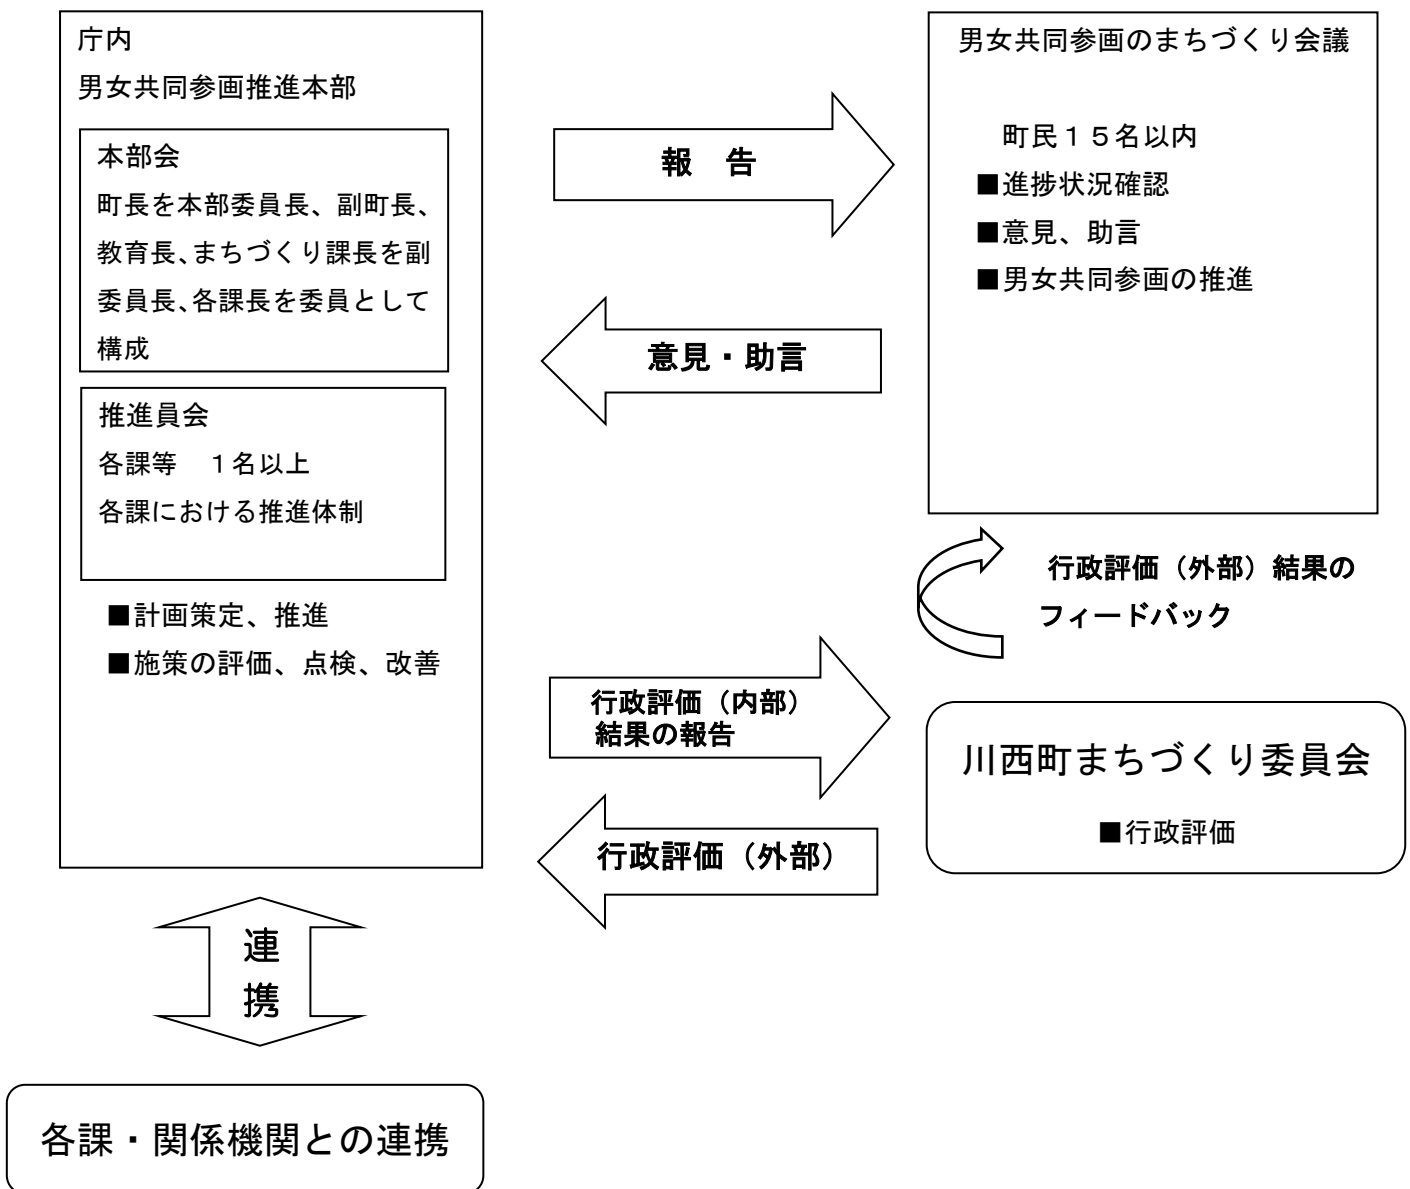 庁内
男女共同参画推進本部
本部会
町長を本部委員長、副町長、
教育長、まちづくり課長を副
委員長、各課長を委員として
構成
推進員会
各課等　１名以上
各課における推進体制
■計画策定、推進
■施策の評価、点検、改善
報　告
意見・助言
男女共同参画のまちづくり会議
町民１５名以内
■進捗状況確認
■意見、助言
■男女共同参画の推進
行政評価（外部）結果の
フィードバック
行政評価（内部）
結果の報告
行政評価（外部）
川西町まちづくり委員会
■行政評価
連
携
各課・関係機関との連携